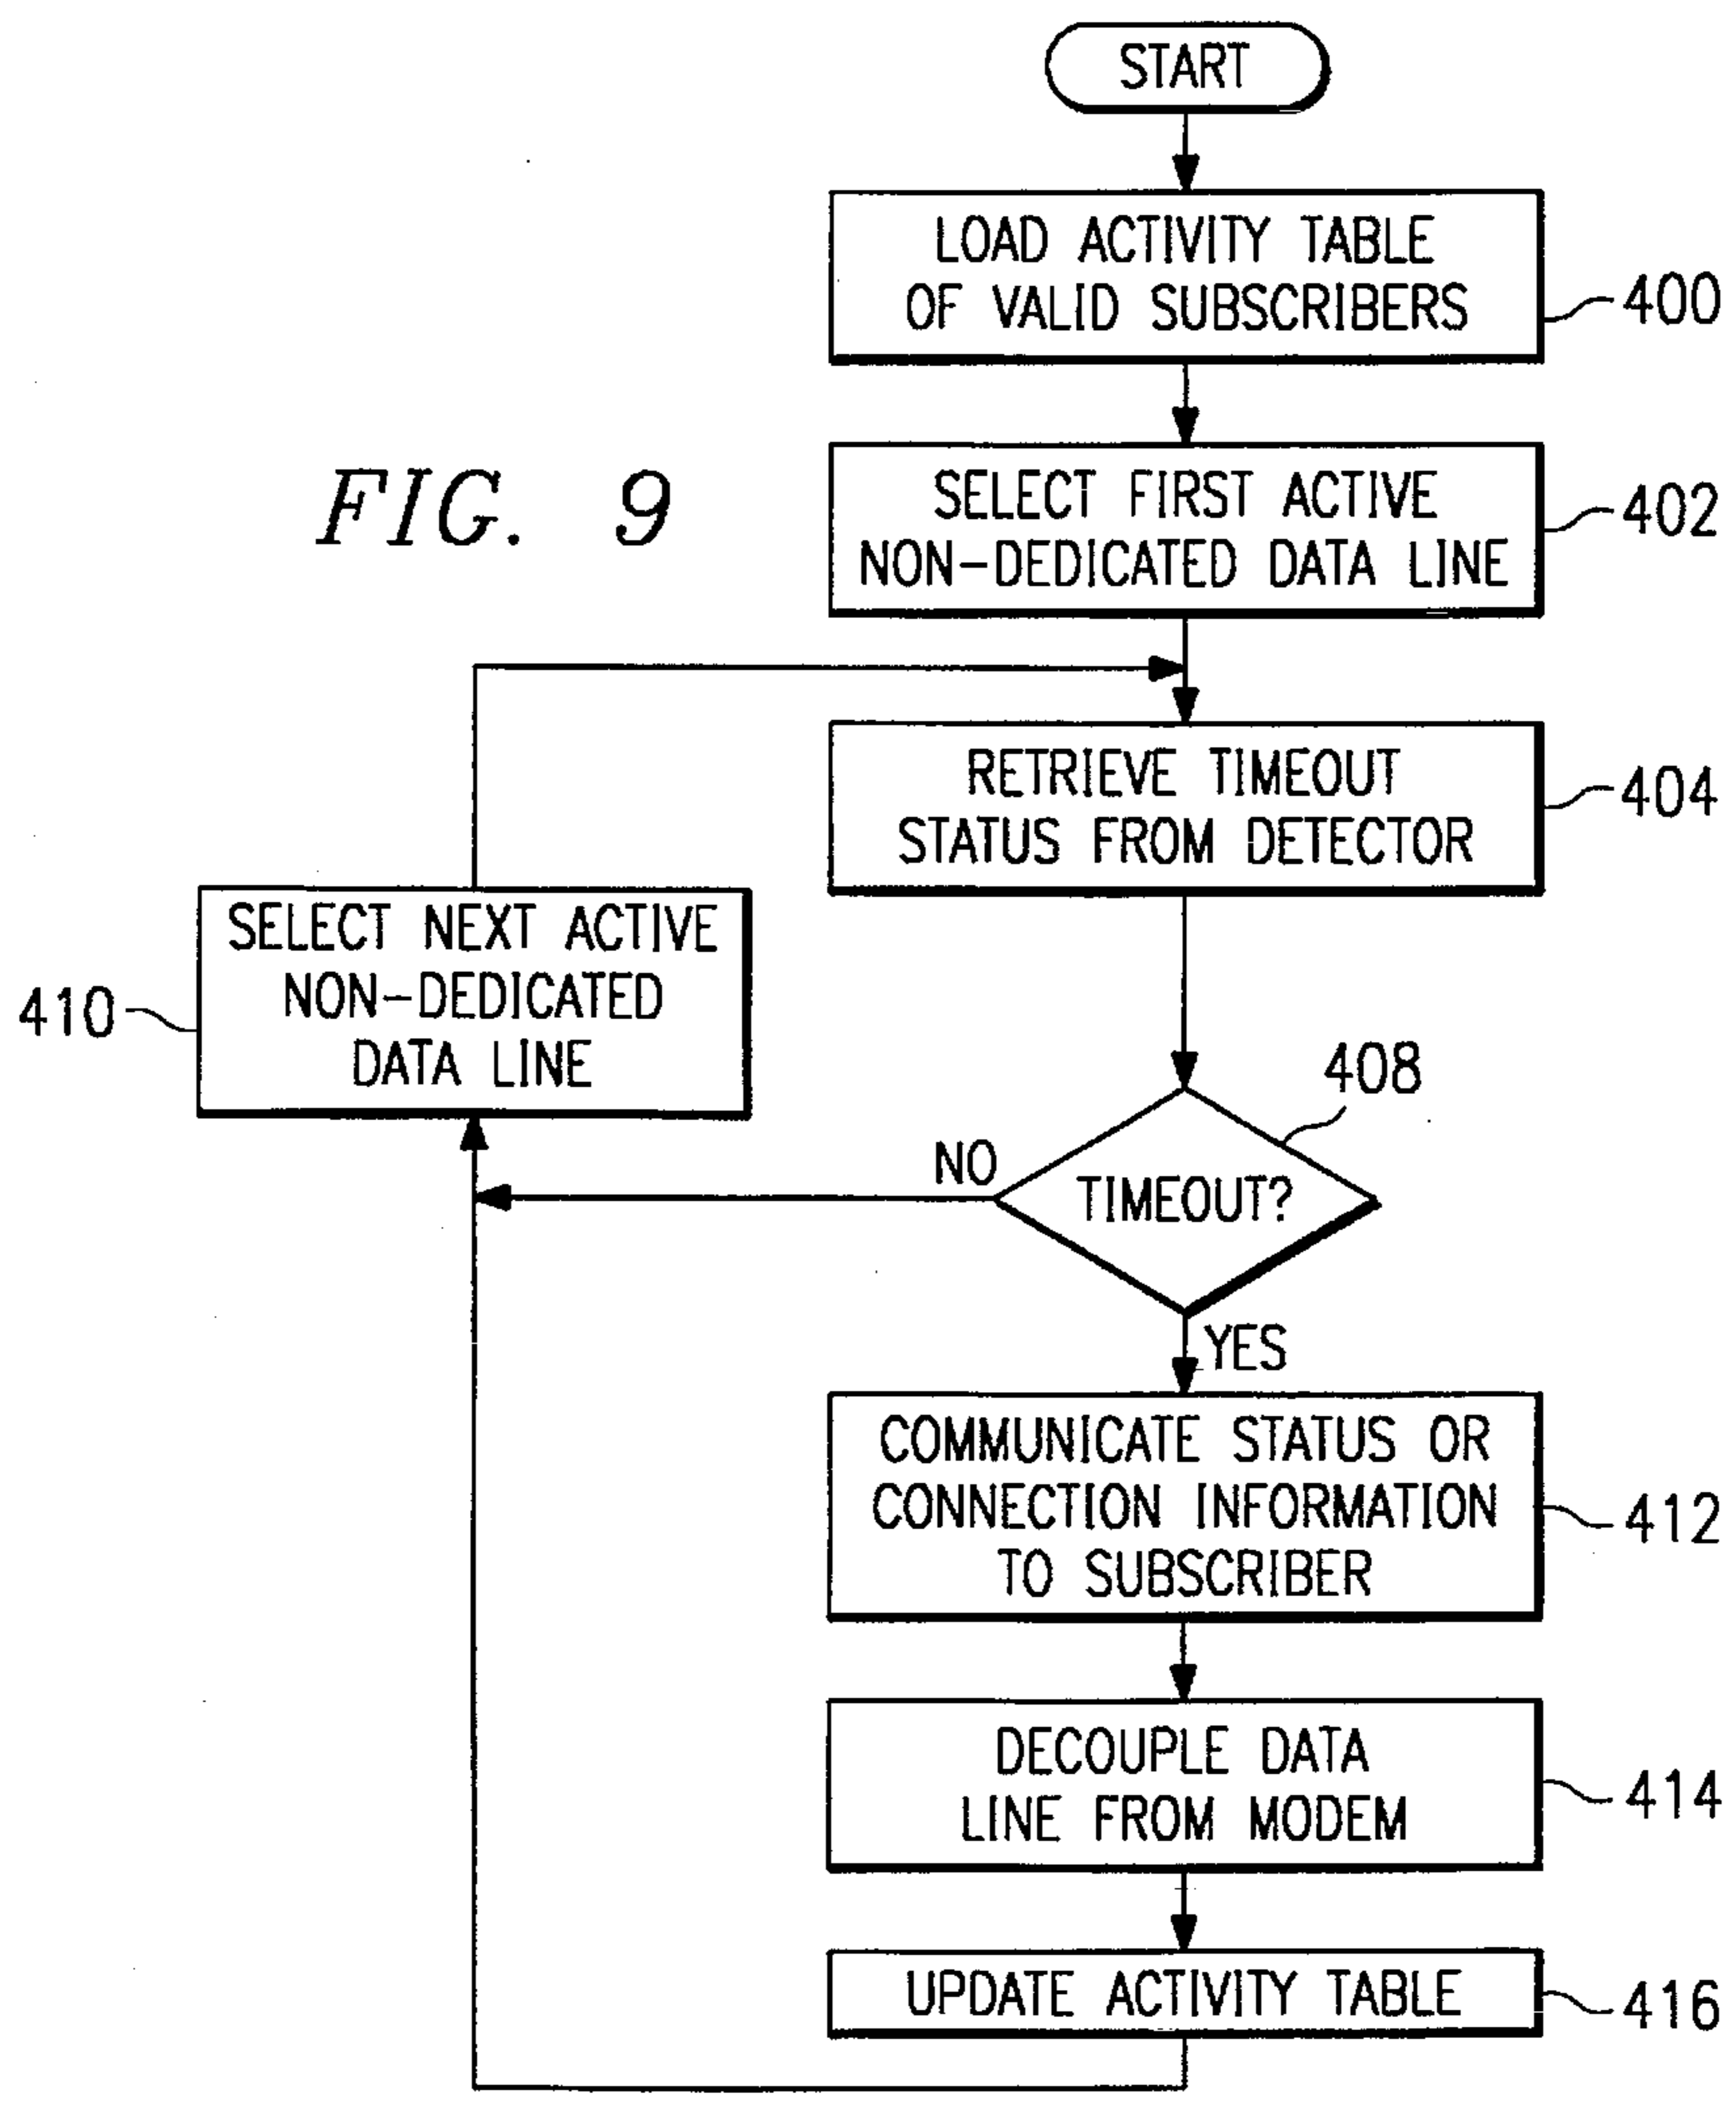 START
LOAD ACTIVITY TABLE
OF VALID SUBSCRIBERS
400
FIG. 9
SELECT FIRST ACTIVE
NON-DEDICATED DATA LINE
402
RETRIEVE TIMEOUT
STATUS FROM DETECTOR
404
SELECT NEXT ACTIVE
NON-DEDICATED
DATA LINE
410
408
NO
TIMEOUT?
YES
COMMUNICATE STATUS OR
CONNECTION INFORMATION
TO SUBSCRIBER
412
DECOUPLE DATA
LINE FROM MODEM
414
UPDATE ACTIVITY TABLE
416